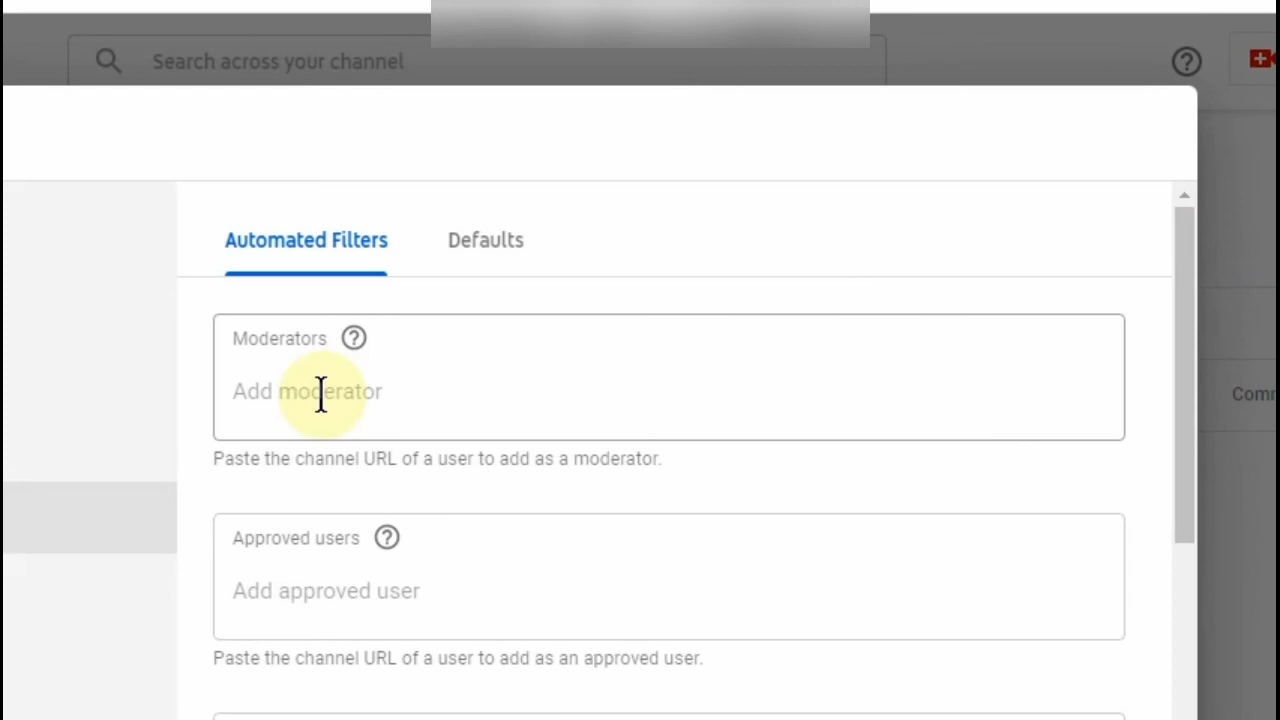 Search across your channel
Automated Filters
Defaults
Moderators
Add moderator
Paste the channel URL of a user to add as a moderator.
Approved users
Add approved user
Paste the channel URL of a user to add as an approved user.